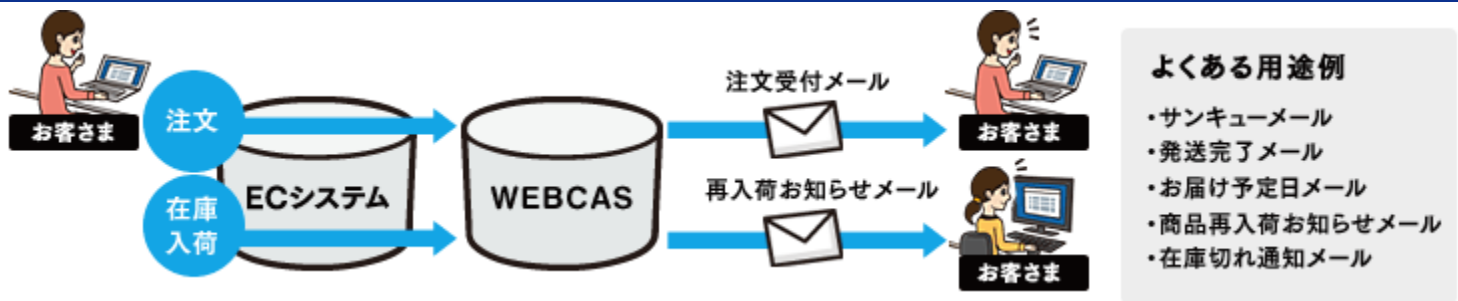 お客さま
注文
在庫
入荷
ECシステム
WEBCAS
注文受付メール
再入荷お知らせメール
お客さま
お客さま
よくある用途例
・サンキューメール
・発送完了メール
・お届け予定日メール
・商品再入荷お知らせメール
・在庫切れ通知メール